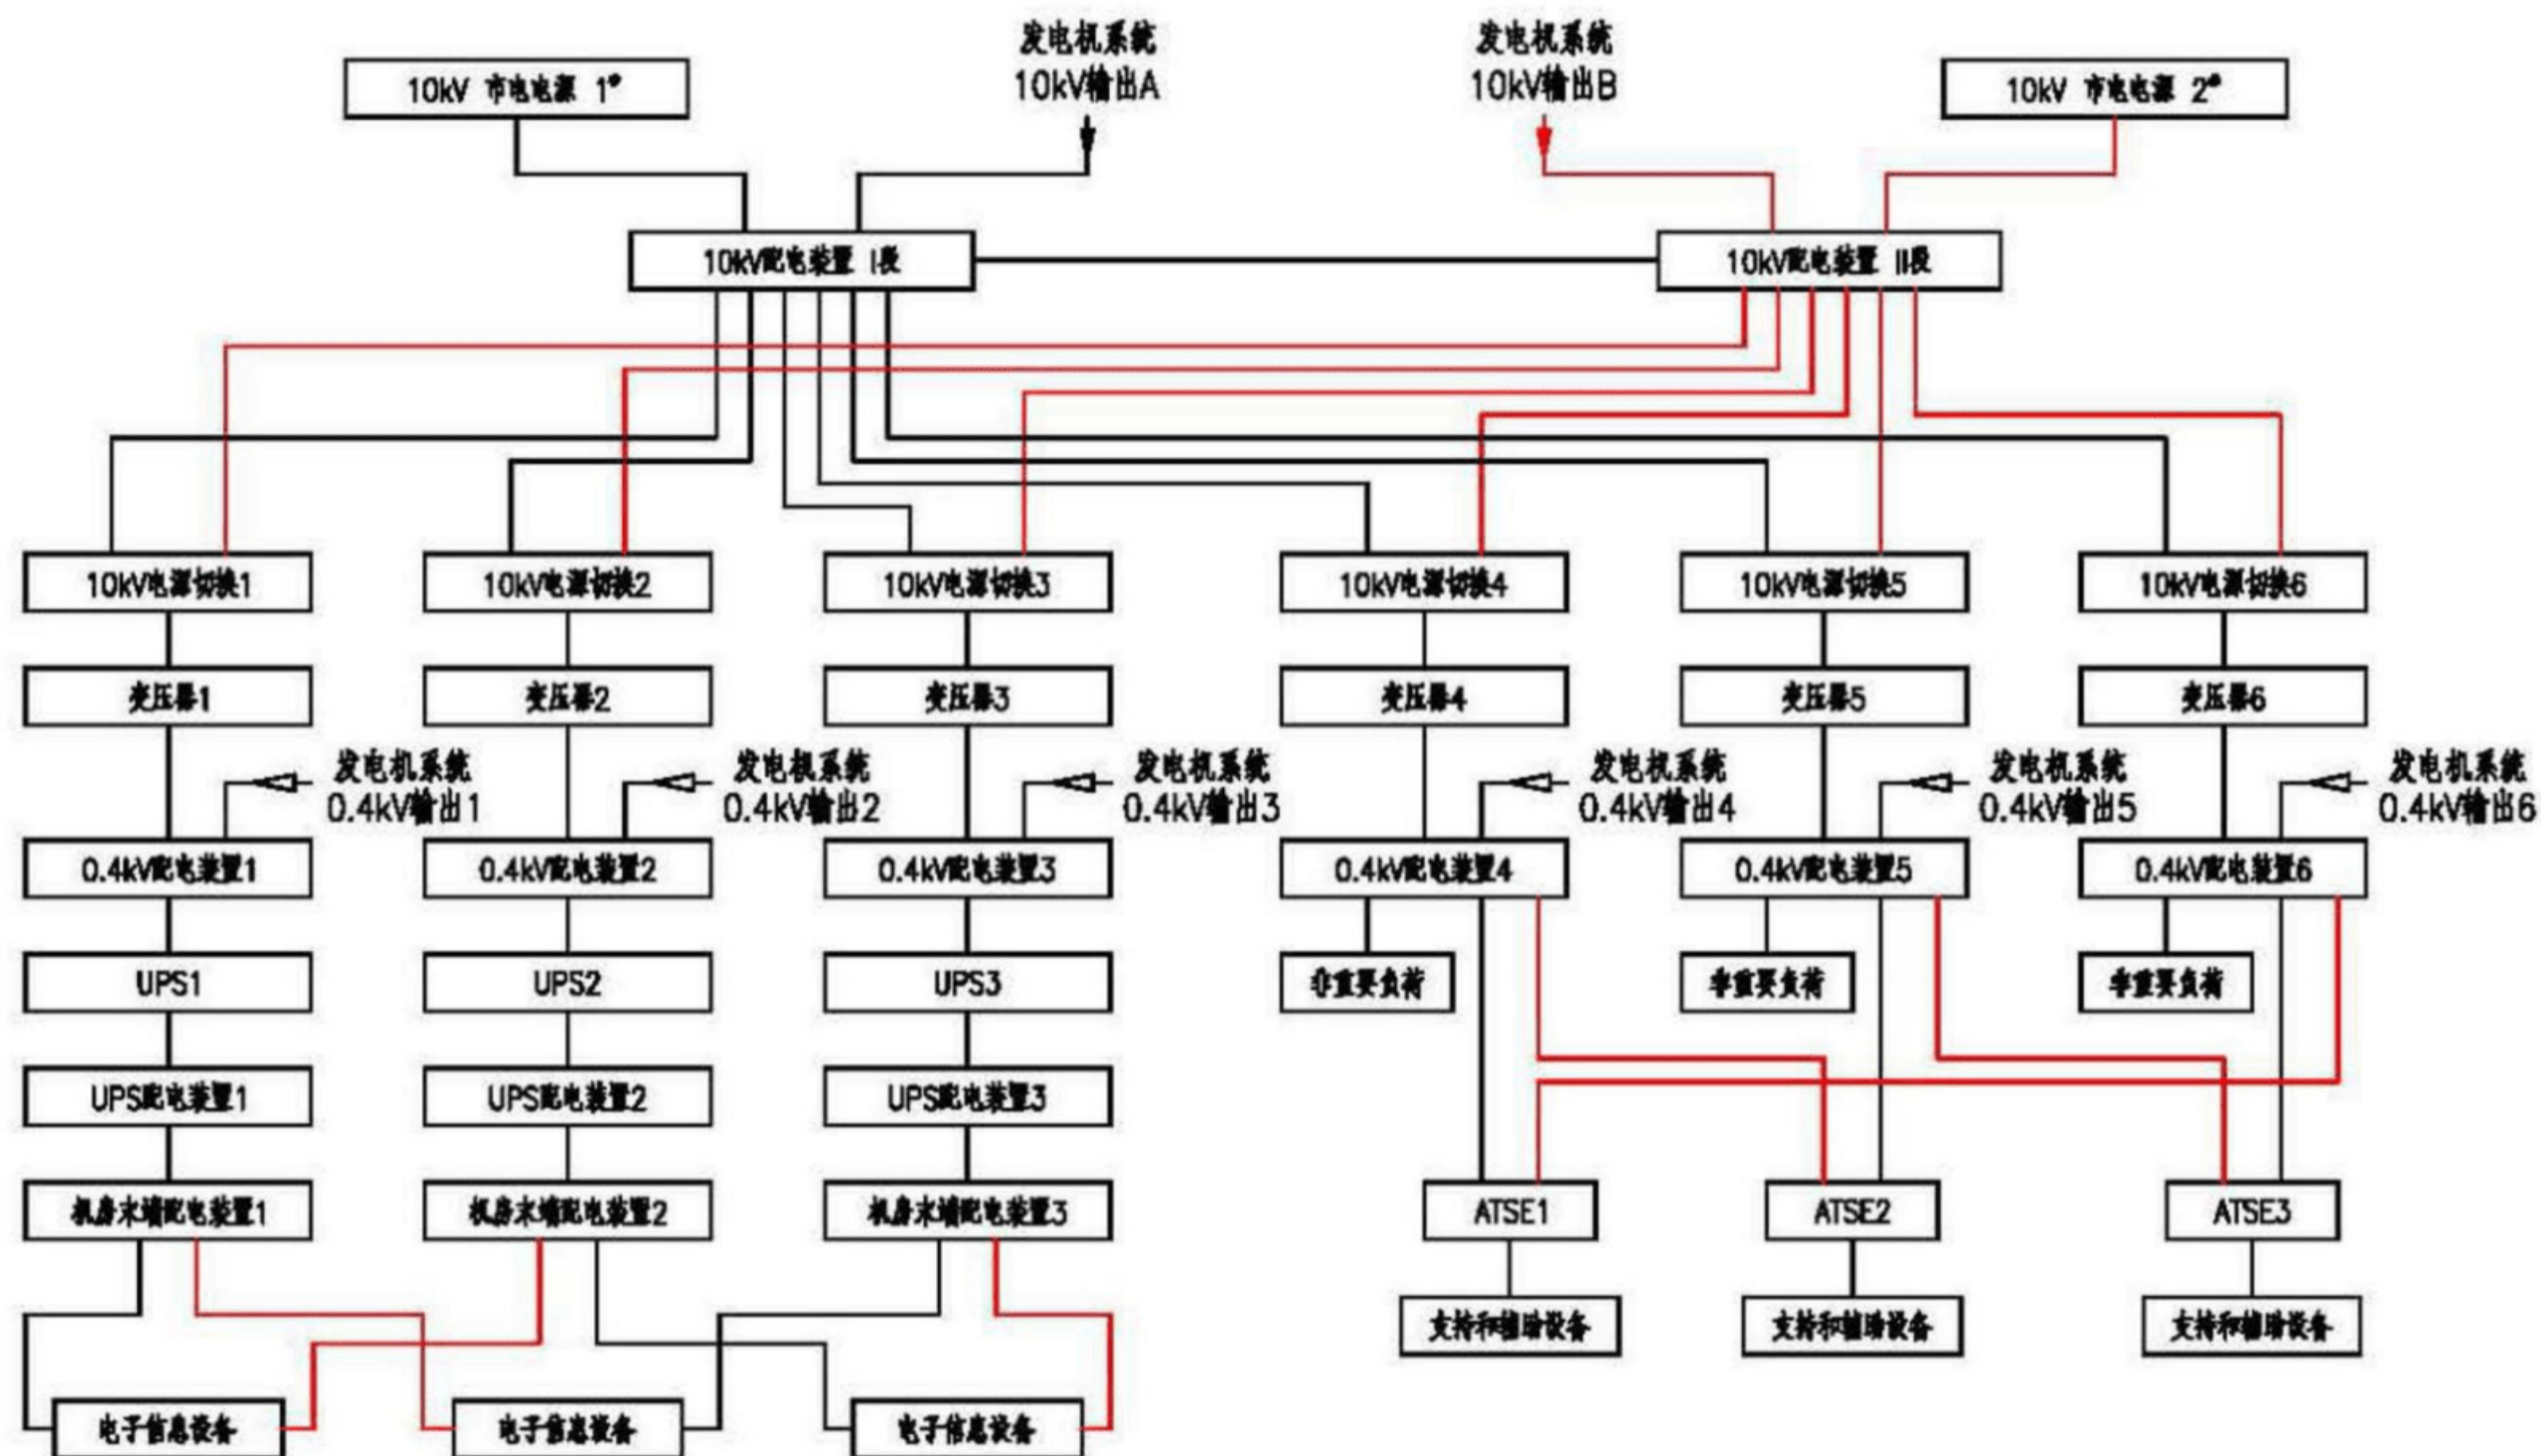 发电机系统
10kV输出A
发电机系统
10kV输出B
10kV 市电电源 1#
10kV 市电电源 2#
10kV配电装置 I段
10kV配电装置 II段
10kV电源切换1
10kV电源切换2
10kV电源切换3
10kV电源切换4
10kV电源切换5
10kV电源切换6
变压器1
变压器2
变压器3
变压器4
变压器5
变压器6
发电机系统
0.4kV输出1
发电机系统
0.4kV输出2
发电机系统
0.4kV输出3
发电机系统
0.4kV输出4
发电机系统
0.4kV输出5
发电机系统
0.4kV输出6
0.4kV配电装置1
0.4kV配电装置2
0.4kV配电装置3
0.4kV配电装置4
0.4kV配电装置5
0.4kV配电装置6
UPS1
UPS2
UPS3
非重要负荷
非重要负荷
非重要负荷
UPS配电装置1
UPS配电装置2
UPS配电装置3
机房末端配电装置1
机房末端配电装置2
机房末端配电装置3
ATSE1
ATSE2
ATSE3
支持和辅助设备
支持和辅助设备
支持和辅助设备
电子信息设备
电子信息设备
电子信息设备